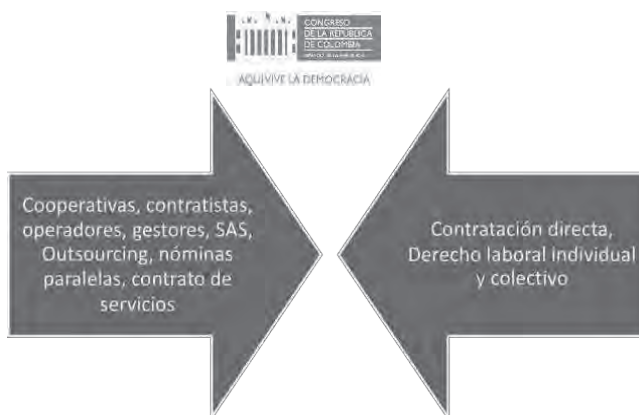 CONGRESO
DE LA REPÚBLICA
DE COLOMBIA
AQUÍ VIVE LA DEMOCRACIA
Cooperativas, contratistas,
operadores, gestores, SAS,
Outsourcing, nóminas
paralelas, contrato de
servicios
Contratación directa,
Derecho laboral individual
y colectivo